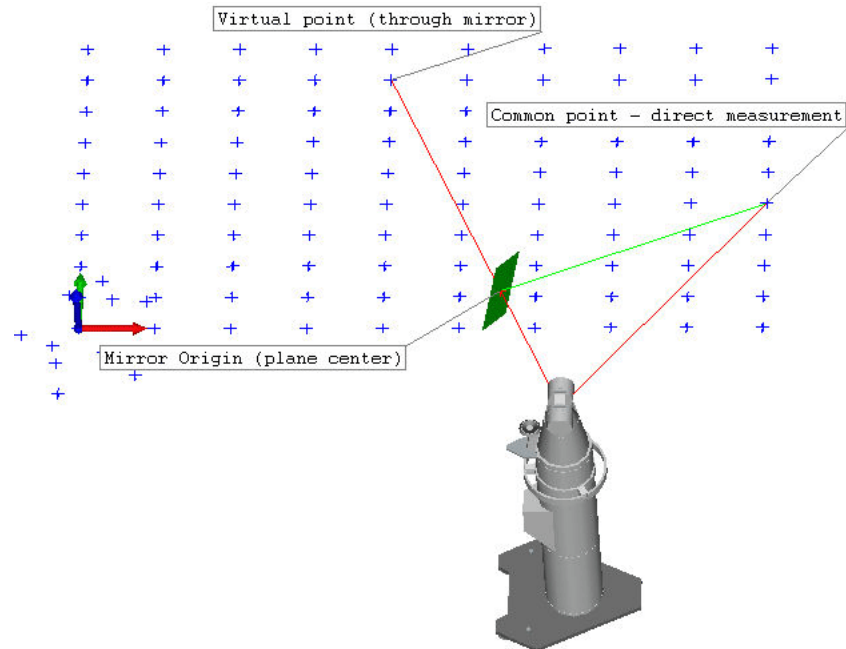 Virtual point (through mirror)
Common point - direct measurement
Mirror Origin (plane center)